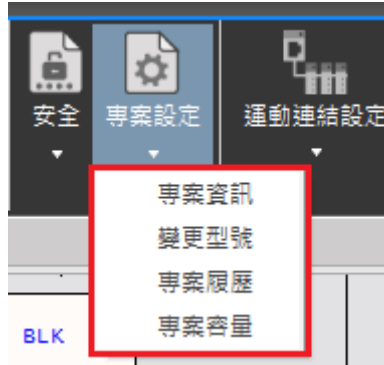 安全 專案設定 運動連結設定
專案資訊
變更型號
專案履歷
專案容量
BLK